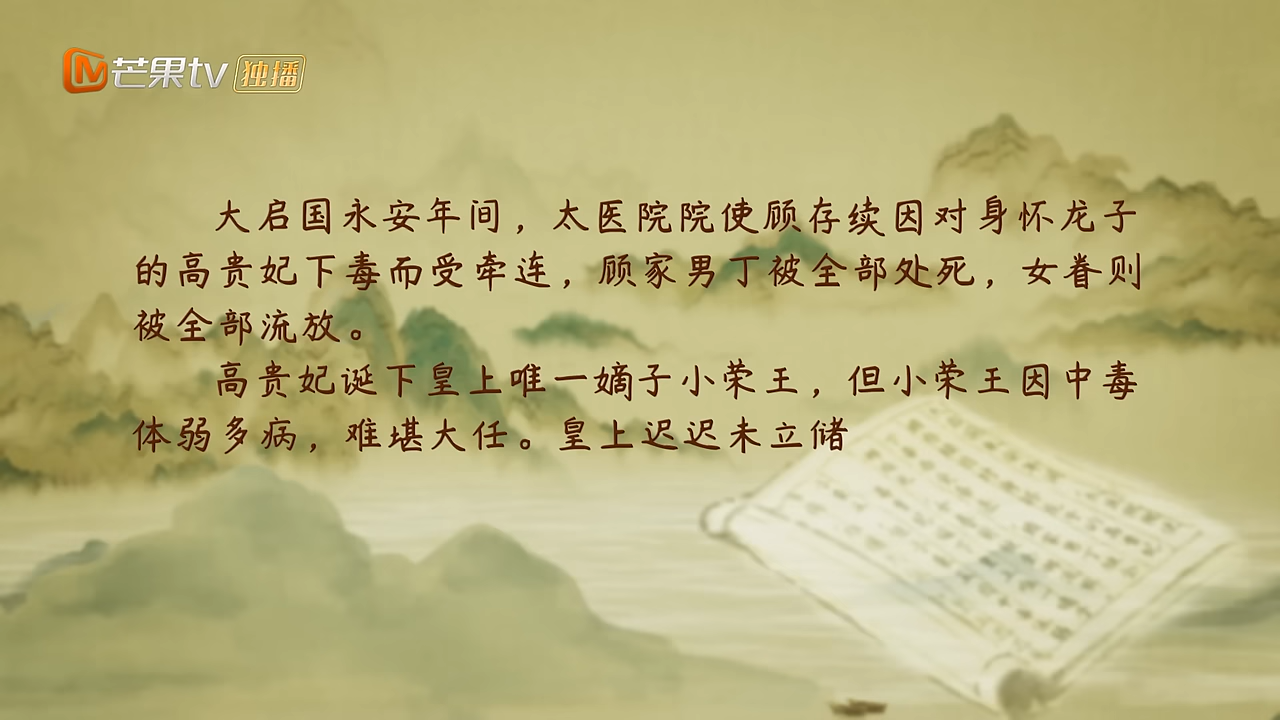 芒果tv 独播
大启国永安年间，太医院院使顾存续因对身怀龙子
的高贵妃下毒而受牵连，顾家男丁被全部处死，女眷则
被全部流放。
高贵妃诞下皇上唯一嫡子小荣王，但小荣王因中毒
体弱多病，难堪大任。皇上迟迟未立储